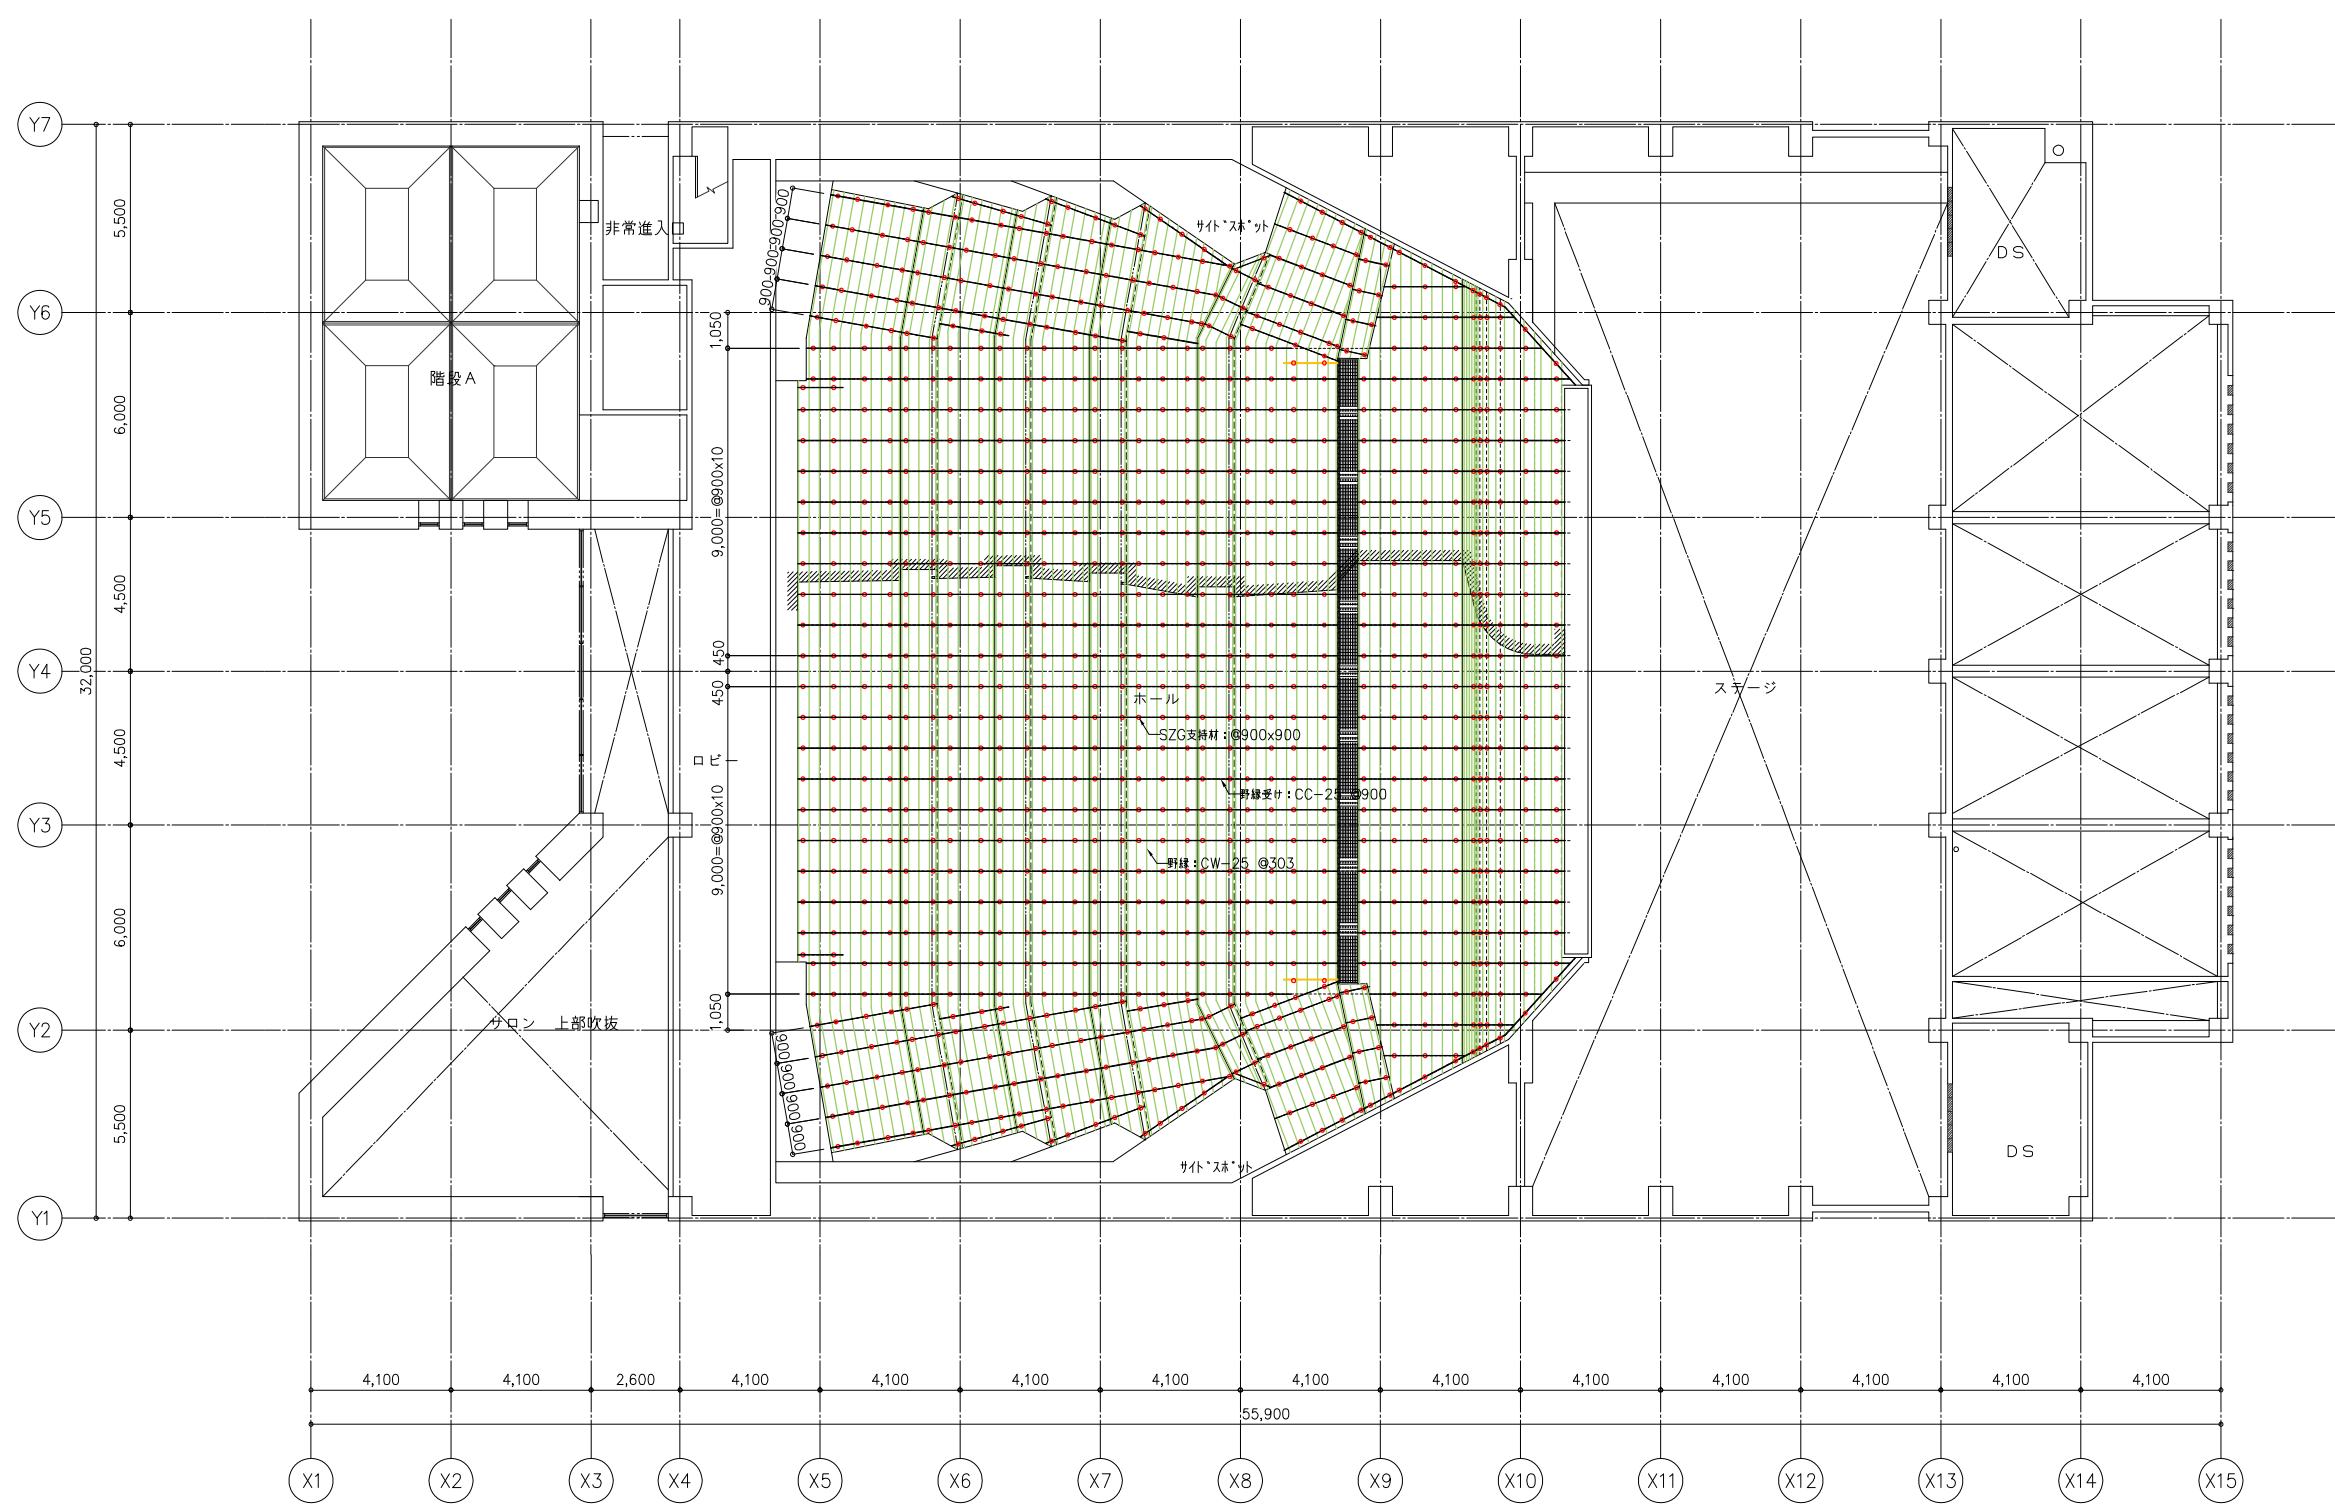 Y7
5,500
900
900
900
900
非常進入口
ｻｲﾄﾞｽﾎﾟｯﾄ
DS
Y6
1,050
階段A
6,000
9,000=@900x10
Y5
4,500
450
Y4
32,000
450
ホール
ステージ
SZG支持材：@900x900
ロビー
4,500
野縁受け：CC-25 @900
Y3
9,000=@900x10
野縁：CW-25 @303
6,000
1,050
サロン　上部吹抜
Y2
900
900
900
900
5,500
DS
ｻｲﾄﾞｽﾎﾟｯﾄ
Y1
4,100 4,100 2,600 4,100 4,100 4,100 4,100 4,100 4,100 4,100 4,100 4,100 4,100 4,100
55,900
X1 X2 X3 X4 X5 X6 X7 X8 X9 X10 X11 X12 X13 X14 X15